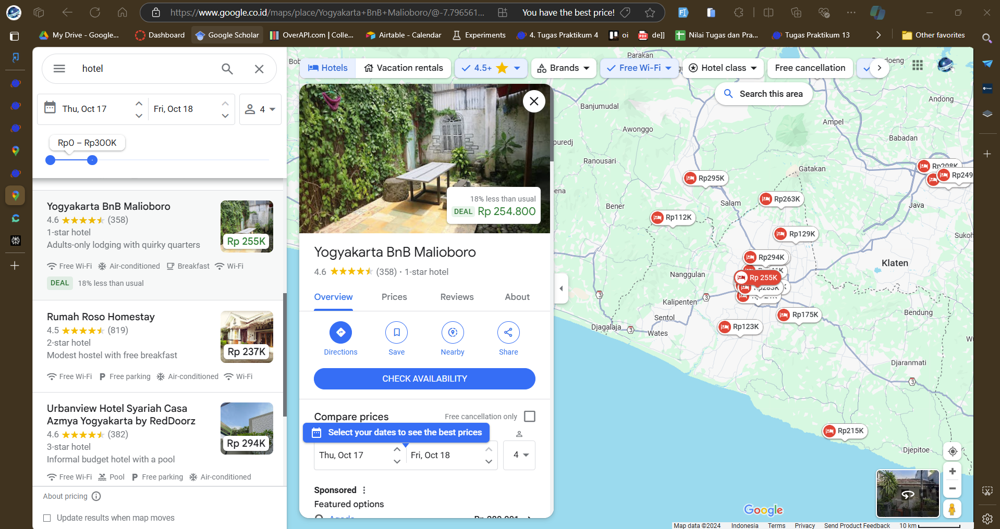 https://www.google.co.id/maps/place/Yogyakarta+BnB+Malioboro/@-7.796561...
You have the best price!
My Drive - Google...
Dashboard
Google Scholar
OverAPI.com | Colle...
Airtable - Calendar
Experiments
4. Tugas Praktikum 4
oi
de]]
Nilai Tugas dan Pra...
Tugas Praktikum 13
Other favorites
hotel
Thu, Oct 17
Fri, Oct 18
4
Rp0 – Rp300K
Yogyakarta BnB Malioboro
4.6 (358)
1-star hotel
Adults-only lodging with quirky quarters
Rp 255K
Free Wi-Fi Air-conditioned Breakfast Wi-Fi
DEAL 18% less than usual
Rumah Roso Homestay
4.5 (819)
2-star hotel
Modest hostel with free breakfast
Rp 237K
Free Wi-Fi Free parking Air-conditioned Wi-Fi
Urbanview Hotel Syariah Casa
Azmya Yogyakarta by RedDoorz
4.6 (382)
3-star hotel
Informal budget hotel with a pool
Rp 294K
Free Wi-Fi Pool Free parking Air-conditioned
About pricing
Update results when map moves
Hotels
Vacation rentals
4.5+
Brands
Free Wi-Fi
Hotel class
Free cancellation
Search this area
18% less than usual
DEAL Rp 254.800
Yogyakarta BnB Malioboro
4.6 (358) · 1-star hotel
Overview
Prices
Reviews
About
Directions
Save
Nearby
Share
CHECK AVAILABILITY
Compare prices
Free cancellation only
Select your dates to see the best prices
Thu, Oct 17
Fri, Oct 18
4
Sponsored
Featured options
Parakan
Andong
Banjumudal
Awonggo
Ampel
Babadan
Ranousari
Gatakan
Rp208K
Rp249
Rp295K
Salam
Rp263K
Bener
Java
Rp112K
Rp129K
Rp294K
Klaten
Nanggulan
Rp 255K
Rp283K
3
Kalipenten
3
Bendung
Sentol
Rp175K
Djagalaja
3
Wates
Rp123K
Djaranmati
3
Rp215K
Djepitoe
Google
Map data ©2024
Indonesia
Terms
Privacy
Send Product Feedback
10 km